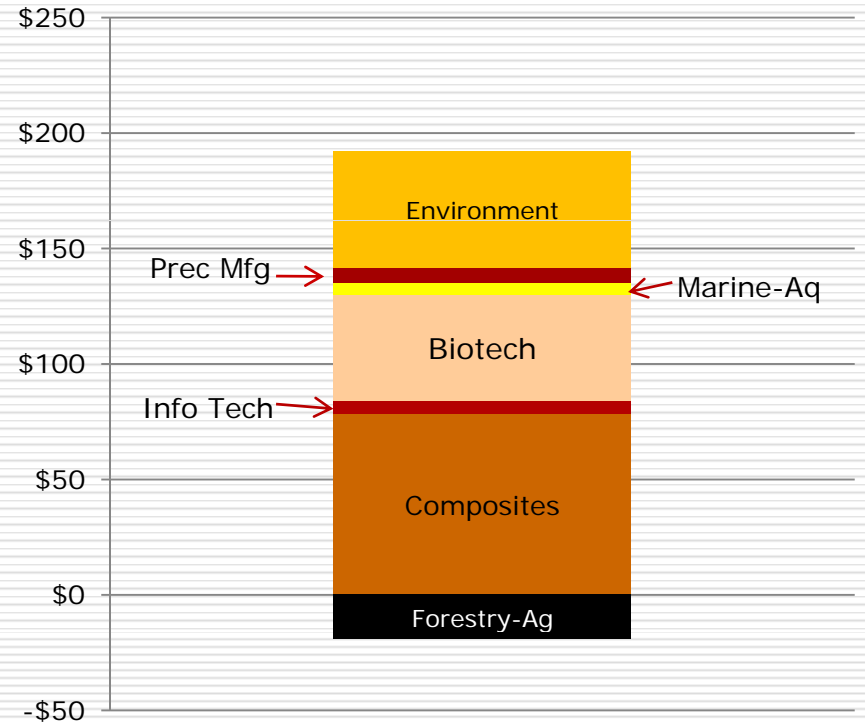 $250
$200
Environment
$150
Prec Mfg
Marine-Aq
$100
Biotech
Info Tech
$50
Composites
$0
Forestry-Ag
-$50